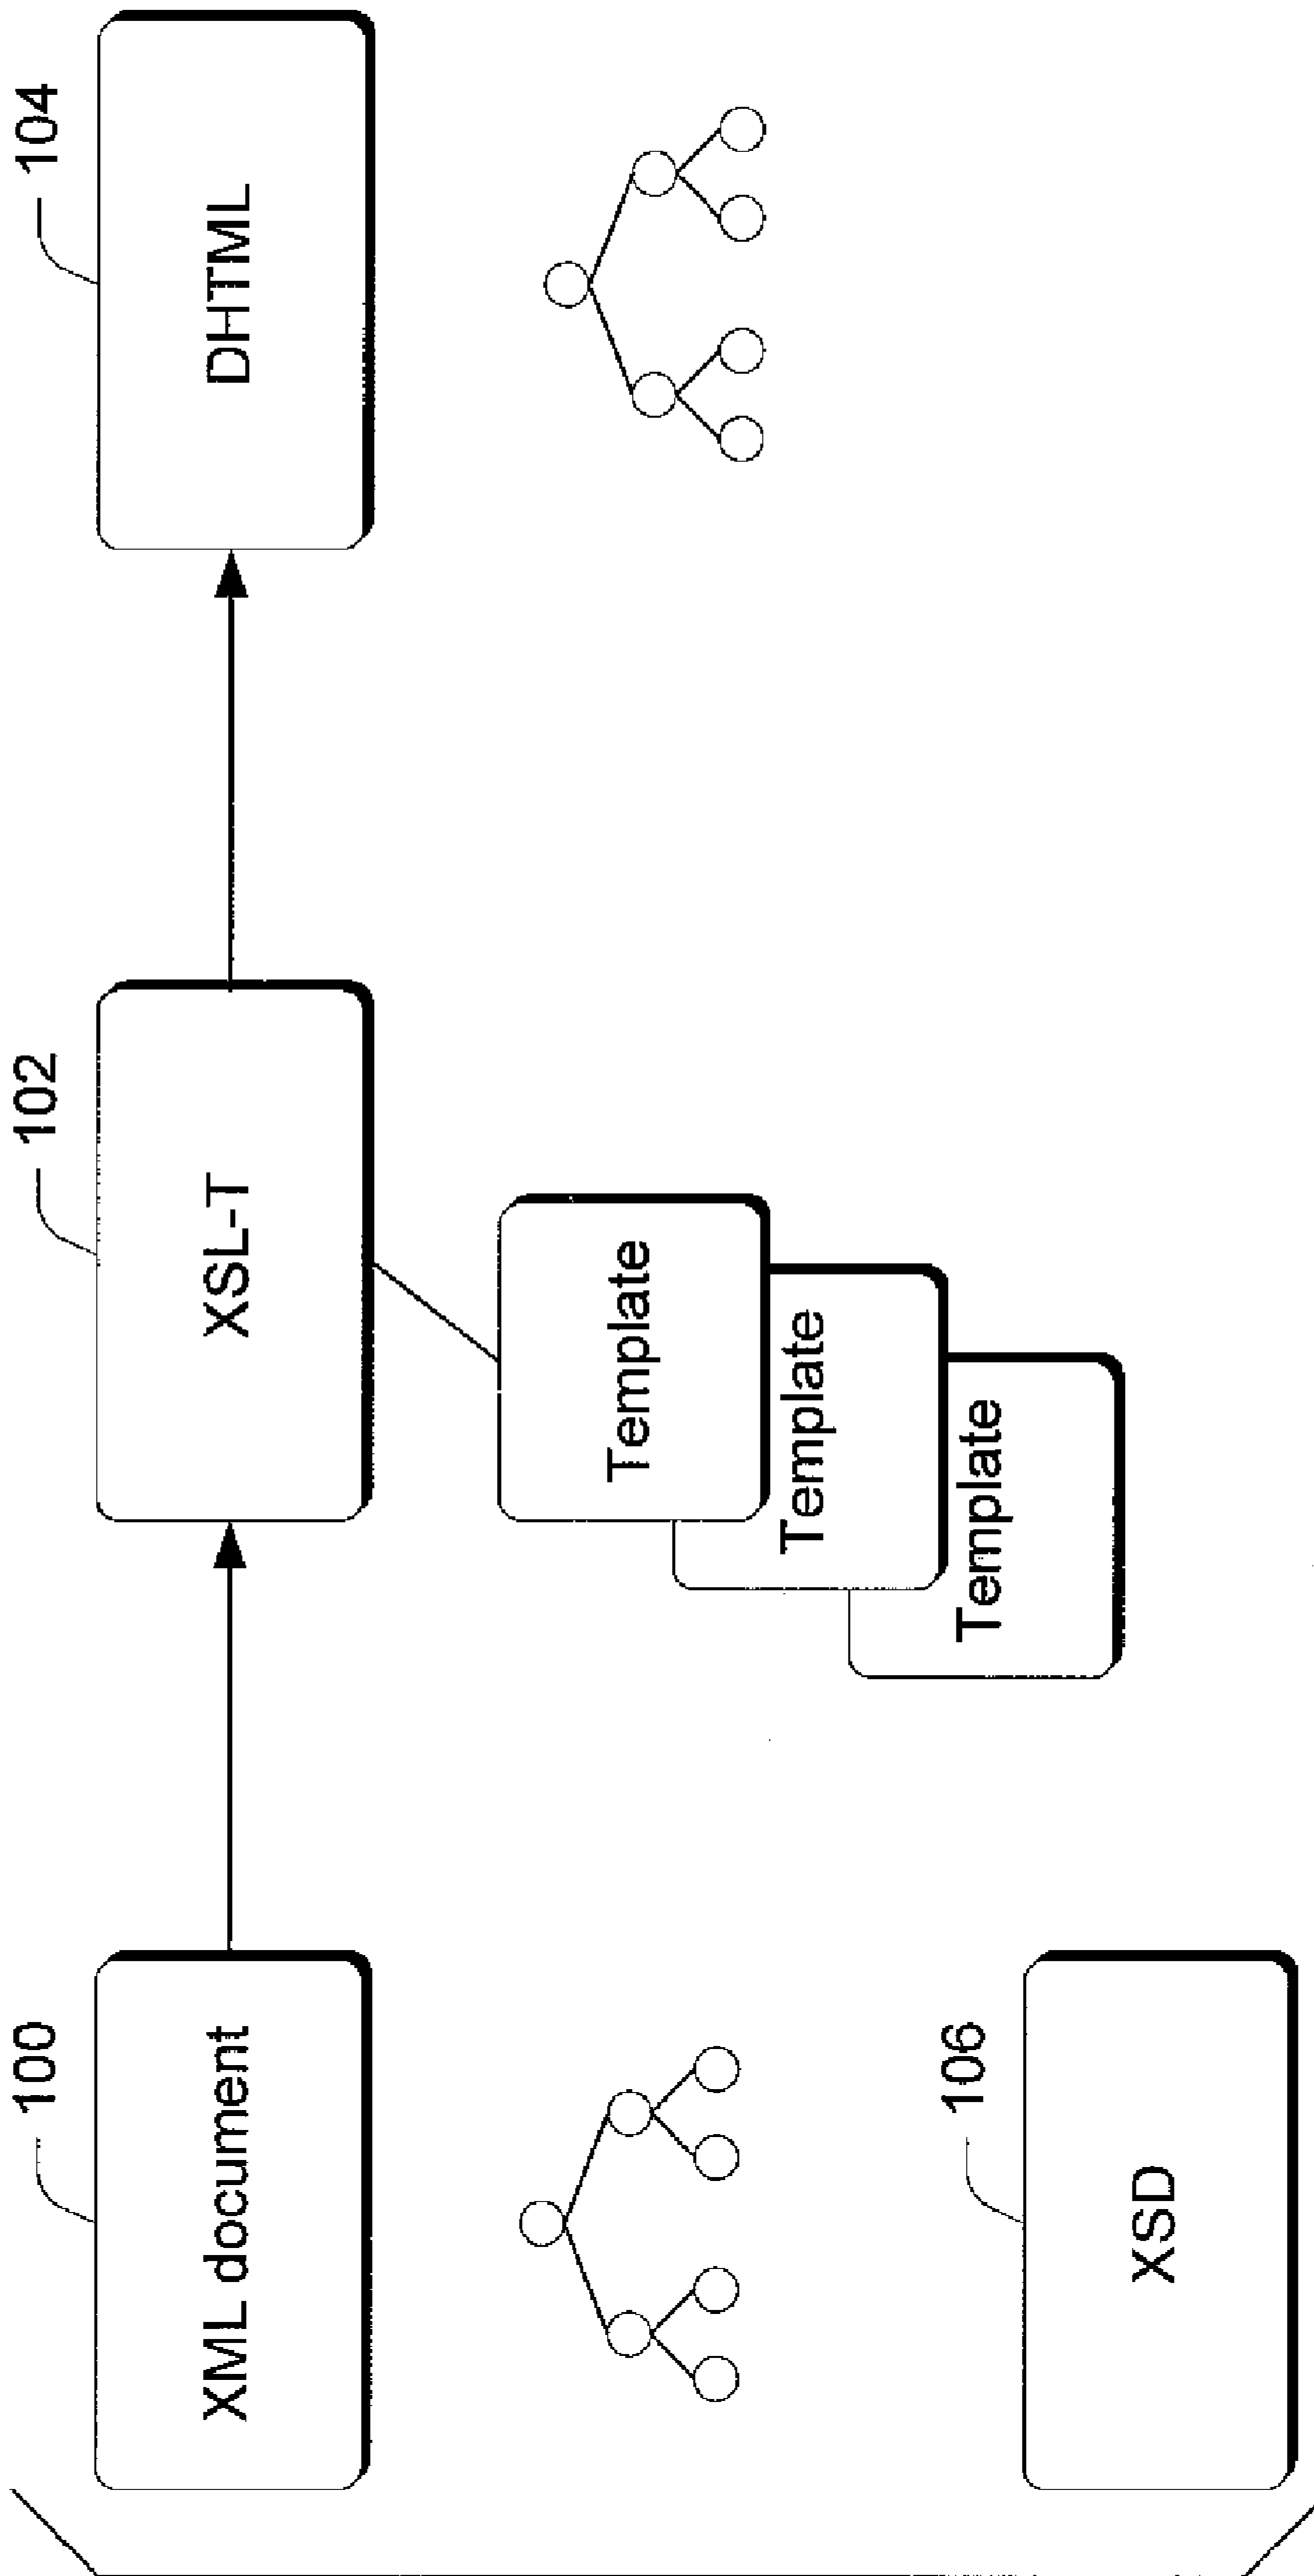 100
XML document
102
XSL-T
104
DHTML
Template
Template
Template
106
XSD